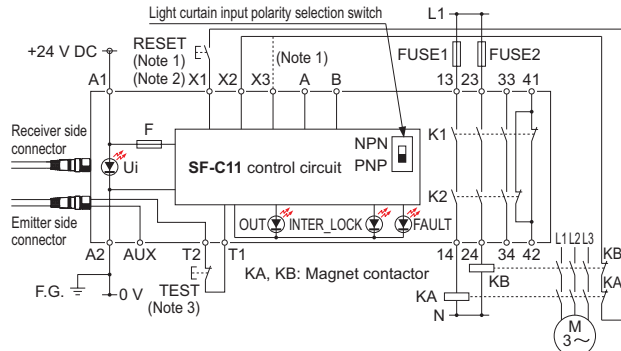 Light curtain input polarity selection switch
L1
+24 V DC
RESET
(Note 1)
(Note 2)
(Note 1)
FUSE1
FUSE2
A1
X1
X2
X3
A
B
13
23
33
41
Receiver side
connector
Ui
F
SF-C11 control circuit
NPN
PNP
K1
K2
Emitter side
connector
OUT
INTER_LOCK
FAULT
A2
AUX
T2
T1
KA, KB: Magnet contactor
14
24
34
42
L1
L2
L3
KB
KA
F.G.
0 V
TEST
(Note 3)
KB
KA
N
M
3~